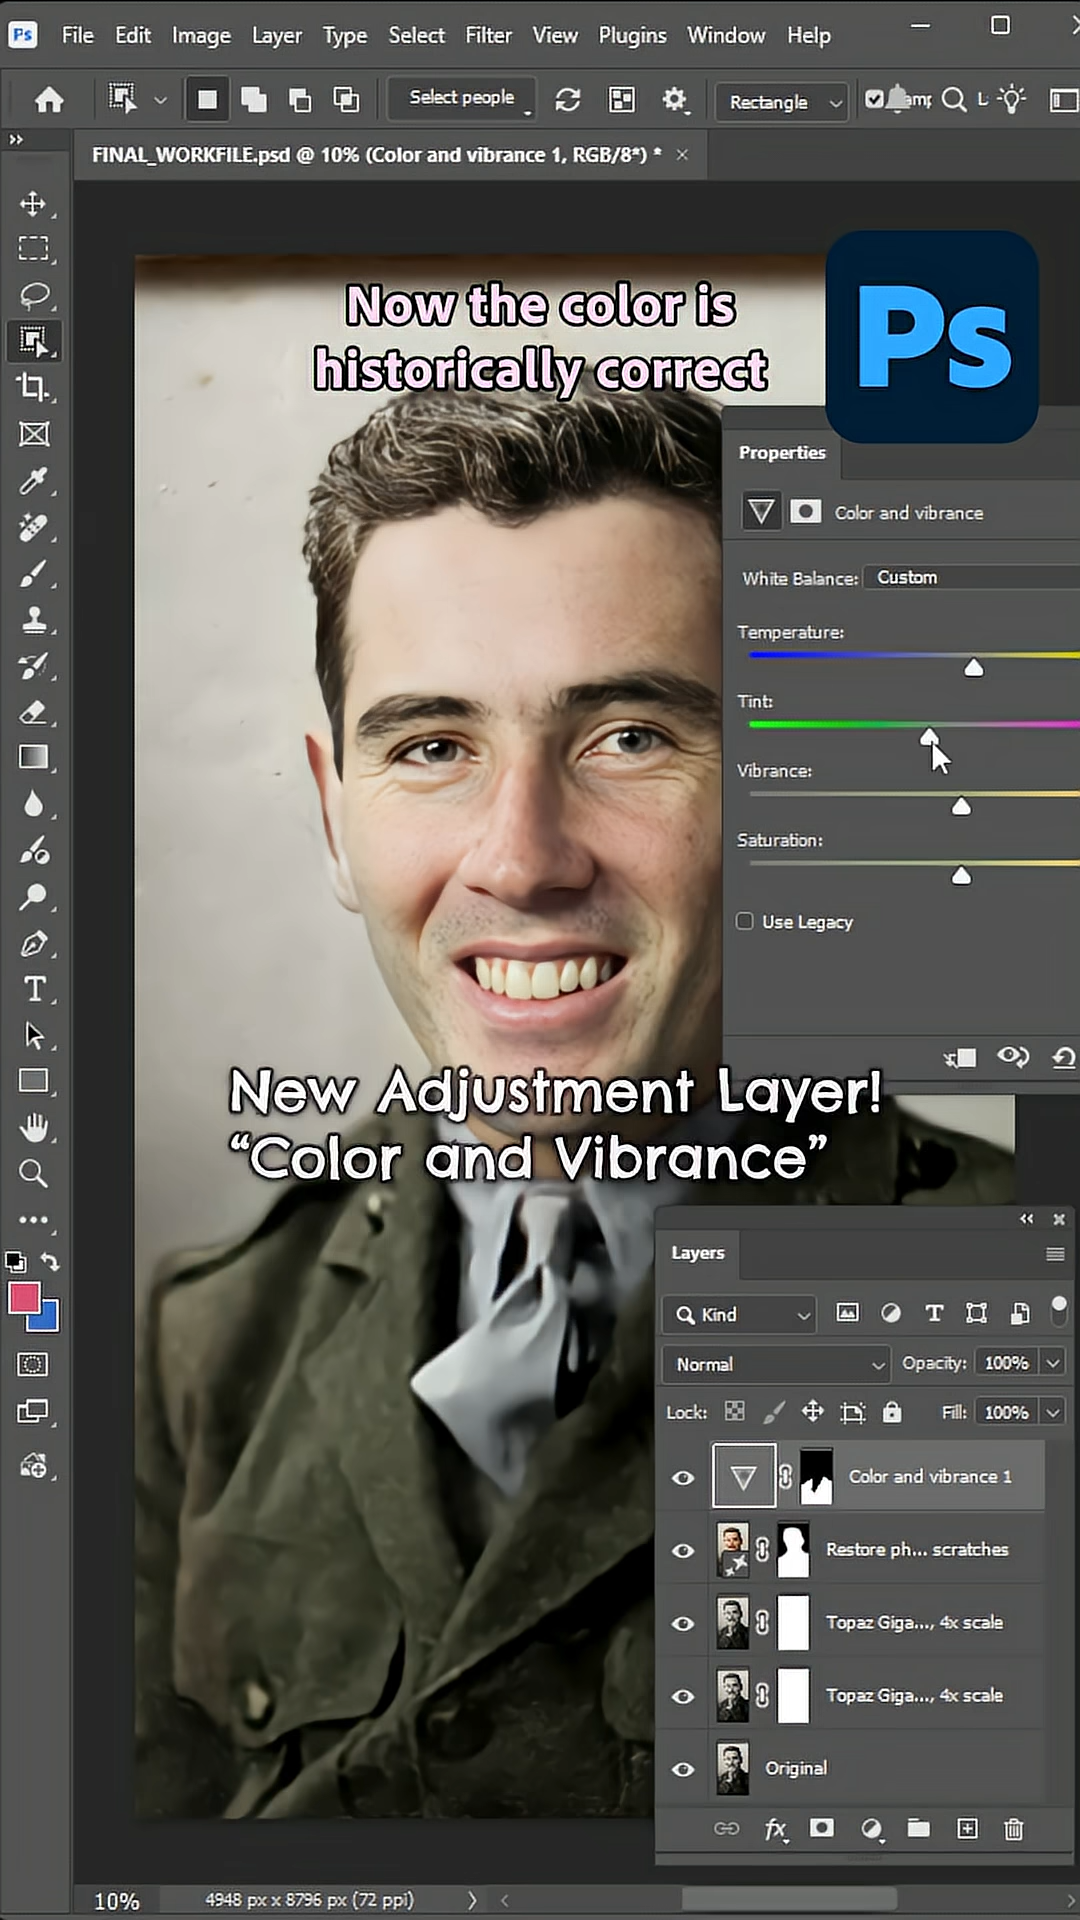 Ps File Edit Image Layer Type Select Filter View Plugins Window Help
Select people Rectangle
FINAL_WORKFILE.psd @ 10% (Color and vibrance 1, RGB/8*) *
Now the color is
historically correct
Ps
Properties
Color and vibrance
White Balance: Custom
Temperature:
Tint:
Vibrance:
Saturation:
Use Legacy
New Adjustment Layer!
“Color and Vibrance”
Layers
Kind
Normal Opacity: 100%
Lock: Fill: 100%
Color and vibrance 1
Restore ph... scratches
Topaz Giga..., 4x scale
Topaz Giga..., 4x scale
Original
fx
10% 4948 px x 8796 px (72 ppi)